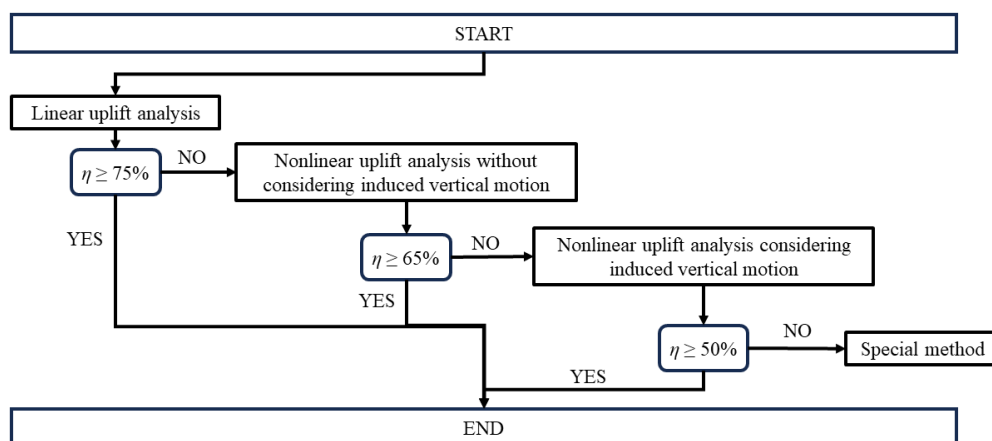 START
Linear uplift analysis
η ≥ 75%
NO
Nonlinear uplift analysis without
considering induced vertical motion
YES
η ≥ 65%
NO
Nonlinear uplift analysis considering
induced vertical motion
YES
η ≥ 50%
NO
Special method
YES
END